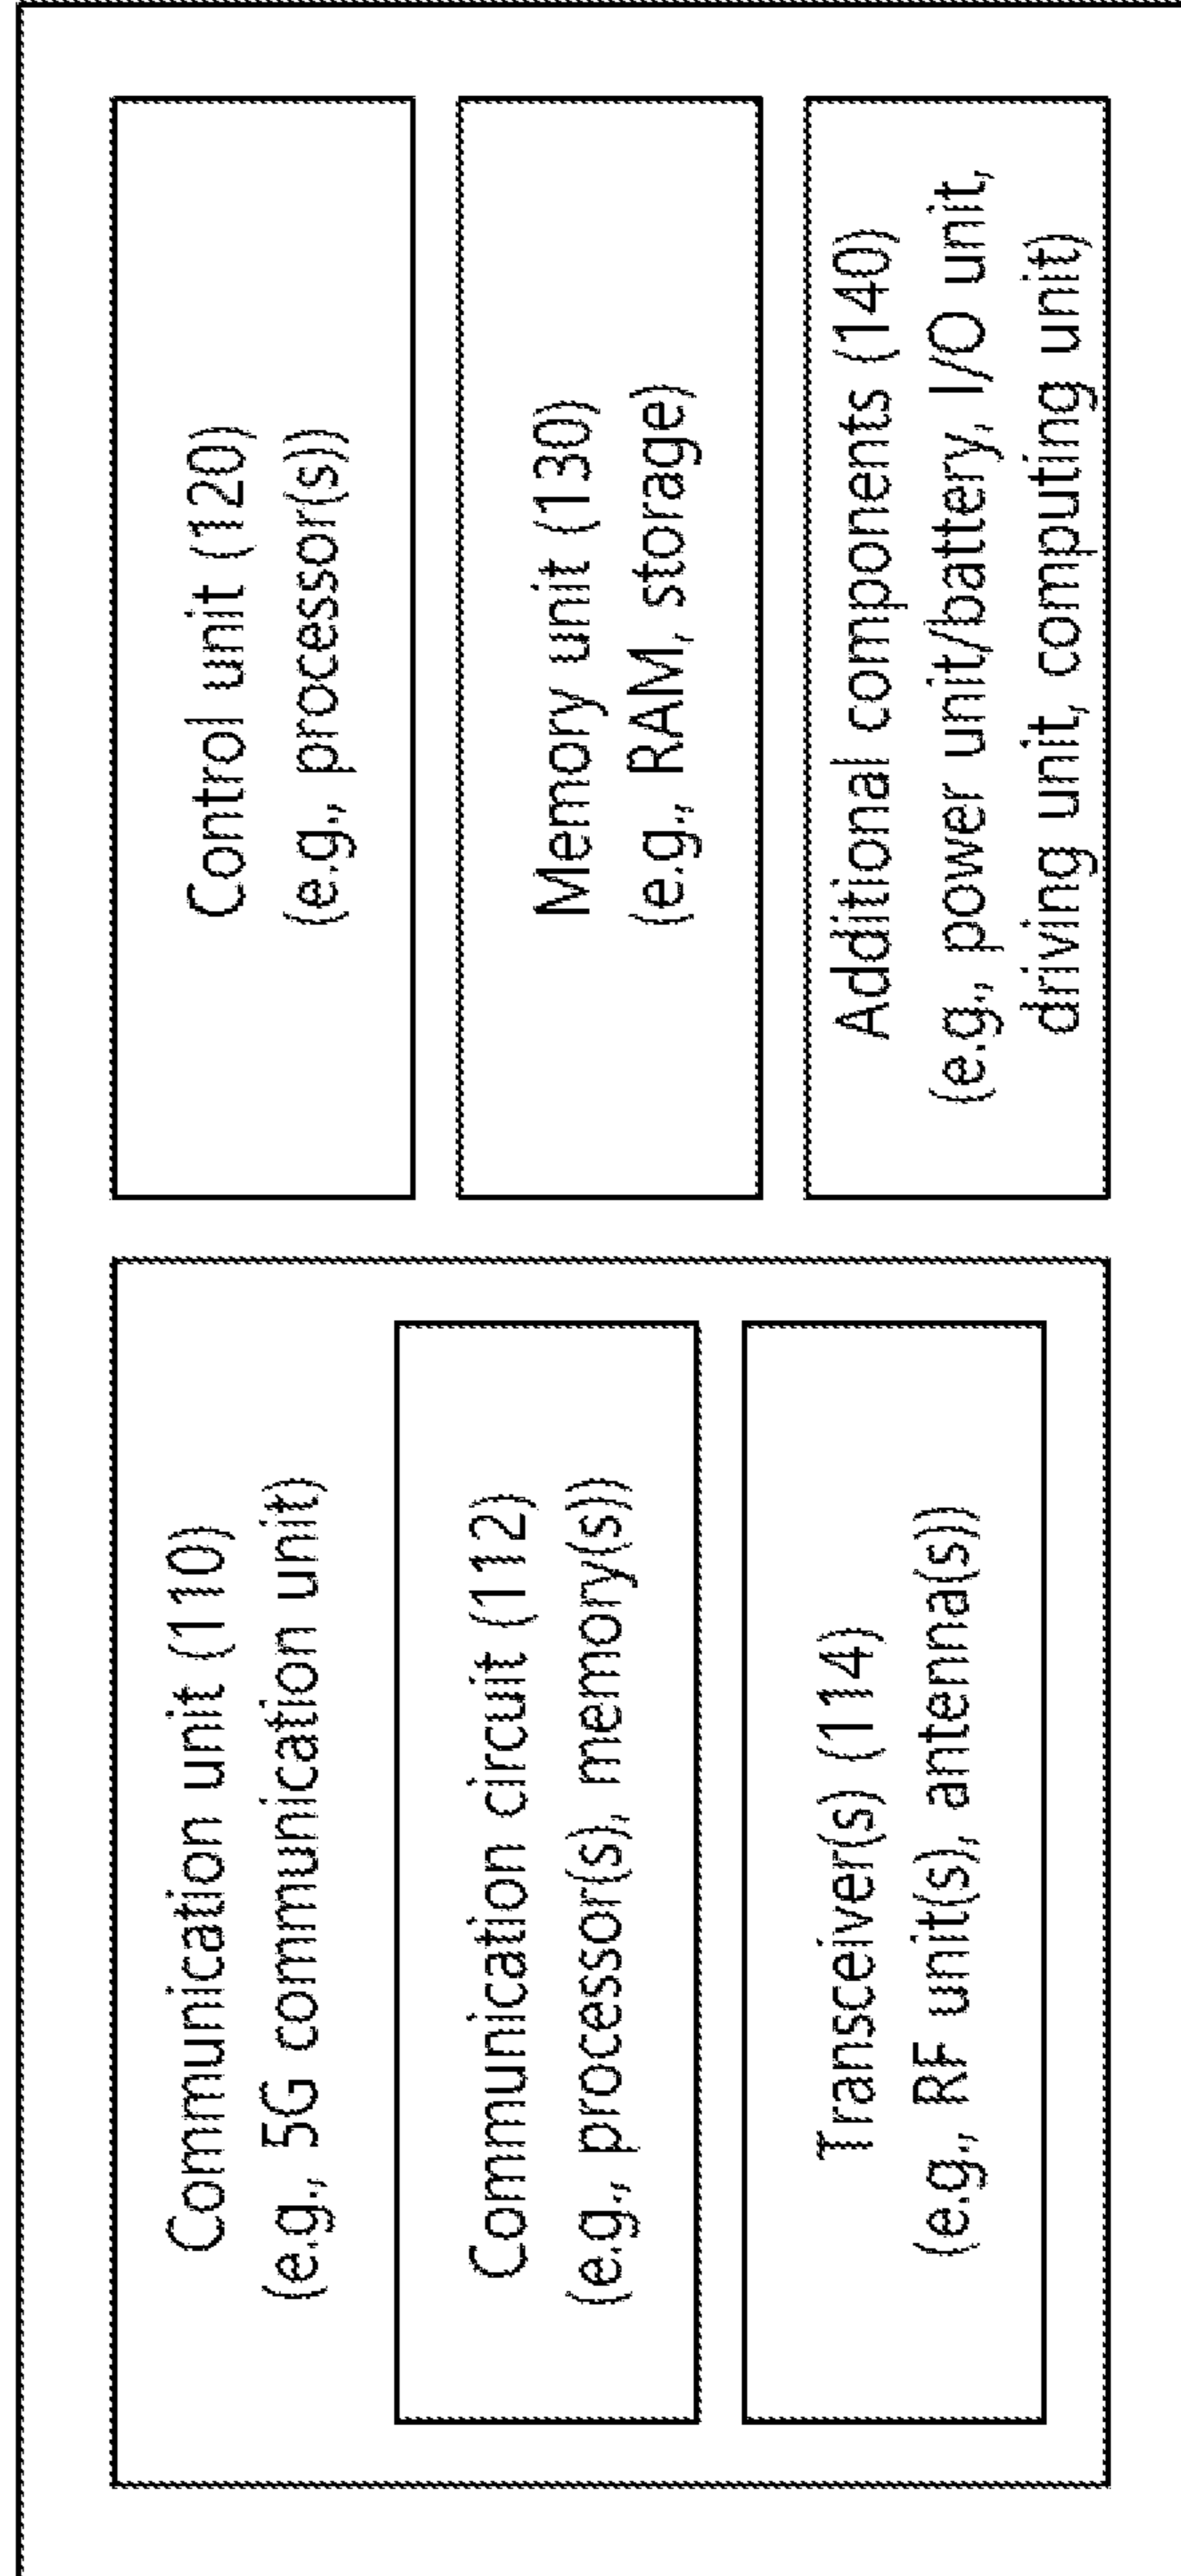 Communication unit (110)
(e.g., 5G communication unit)
Communication circuit (112)
(e.g., processor(s), memory(s))
Transceiver(s) (114)
(e.g., RF unit(s), antenna(s))
Control unit (120)
(e.g., processor(s))
Memory unit (130)
(e.g., RAM, storage)
Additional components (140)
(e.g., power unit/battery, I/O unit,
driving unit, computing unit)